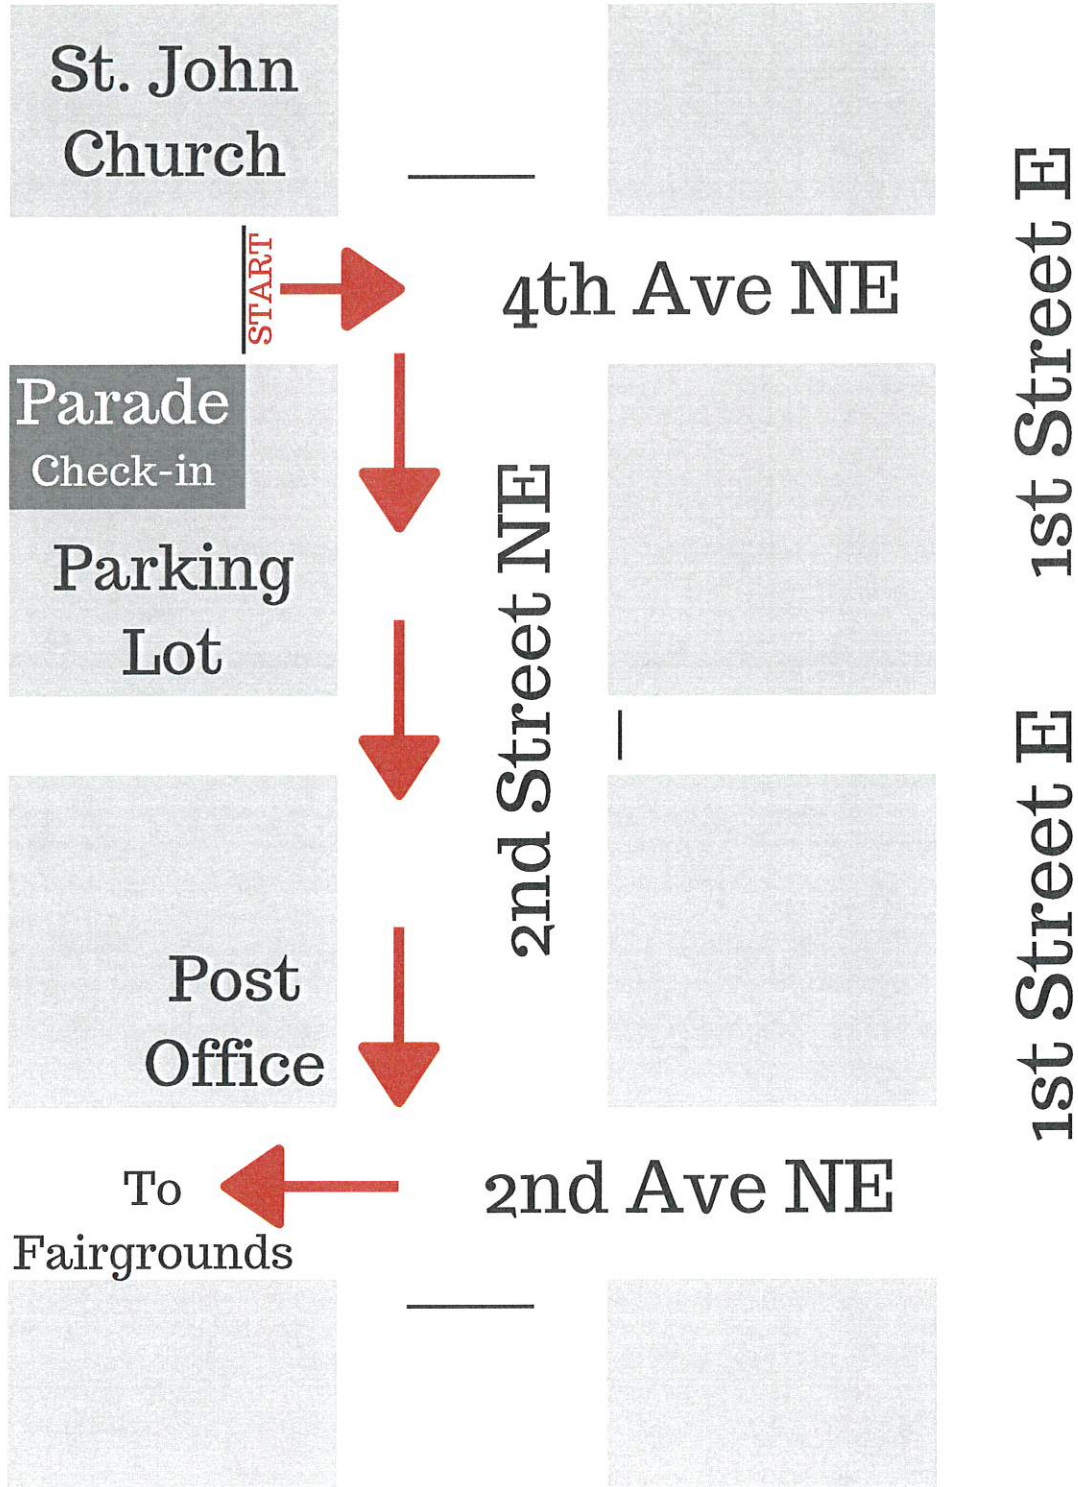 St. John
Church
START
4th Ave NE
1st Street E
Parade
Check-in
Parking
Lot
2nd Street NE
1st Street E
Post
Office
To
Fairgrounds
2nd Ave NE